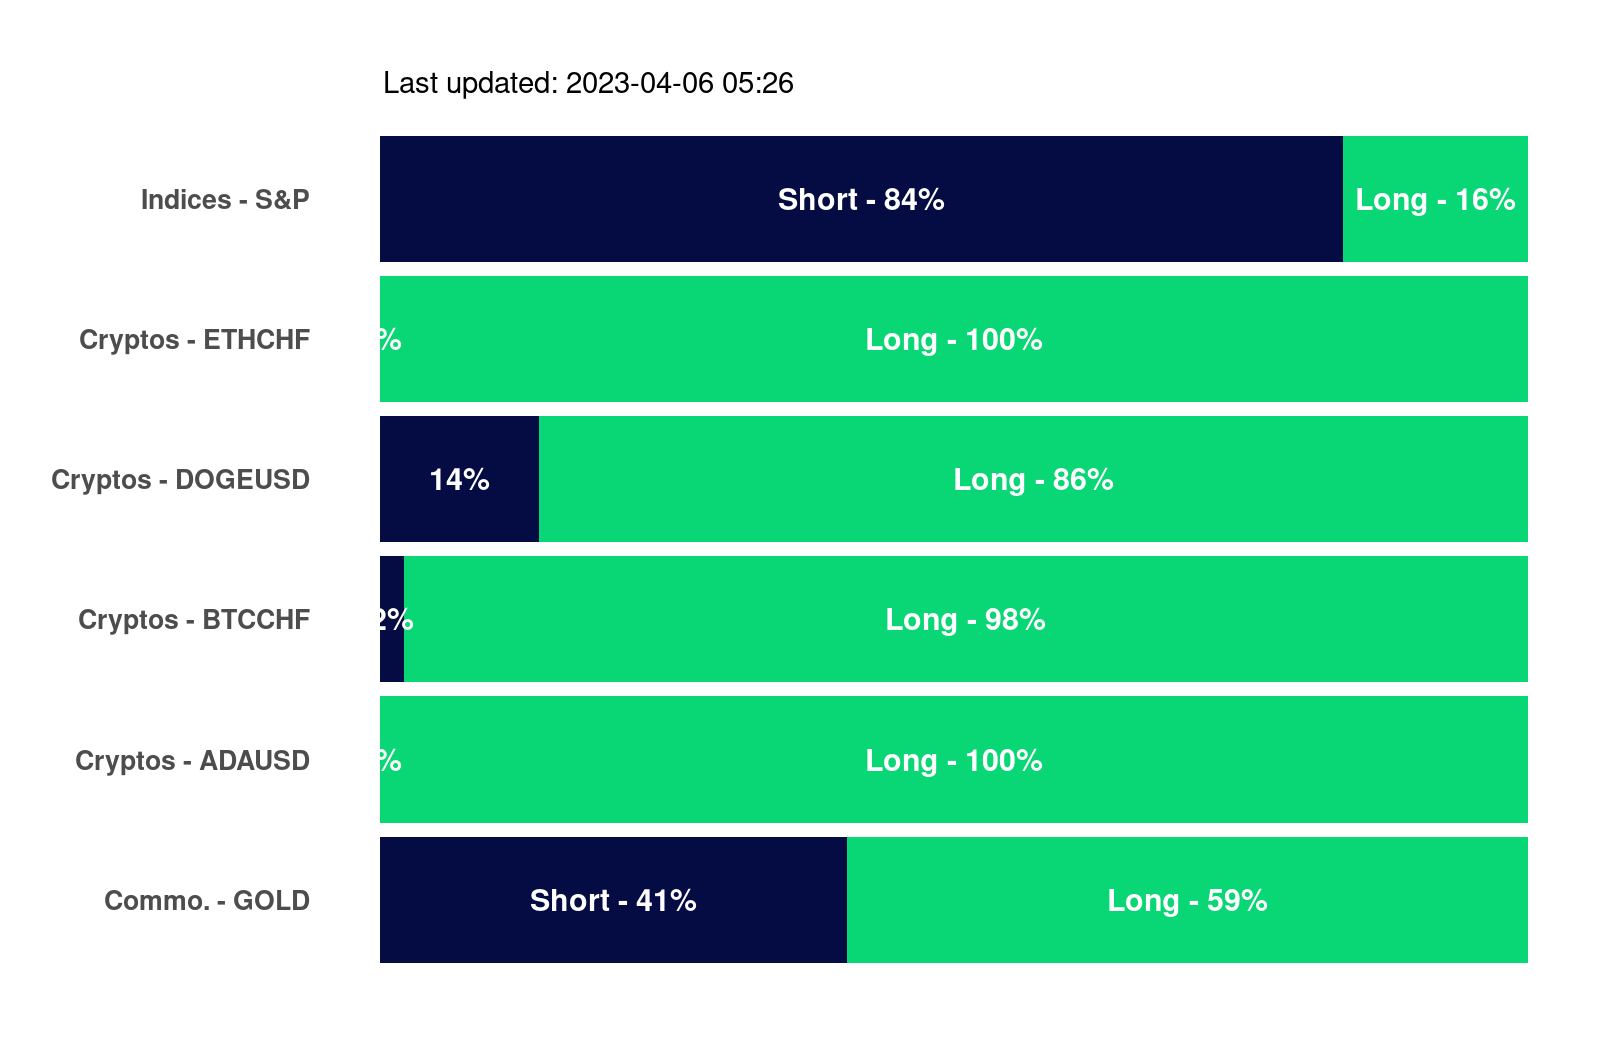 Last updated: 2023-04-06 05:26
Indices - S&P Short - 84% Long - 16%
Cryptos - ETHCHF % Long - 100%
Cryptos - DOGEUSD 14% Long - 86%
Cryptos - BTCCHF 2% Long - 98%
Cryptos - ADAUSD % Long - 100%
Commo. - GOLD Short - 41% Long - 59%